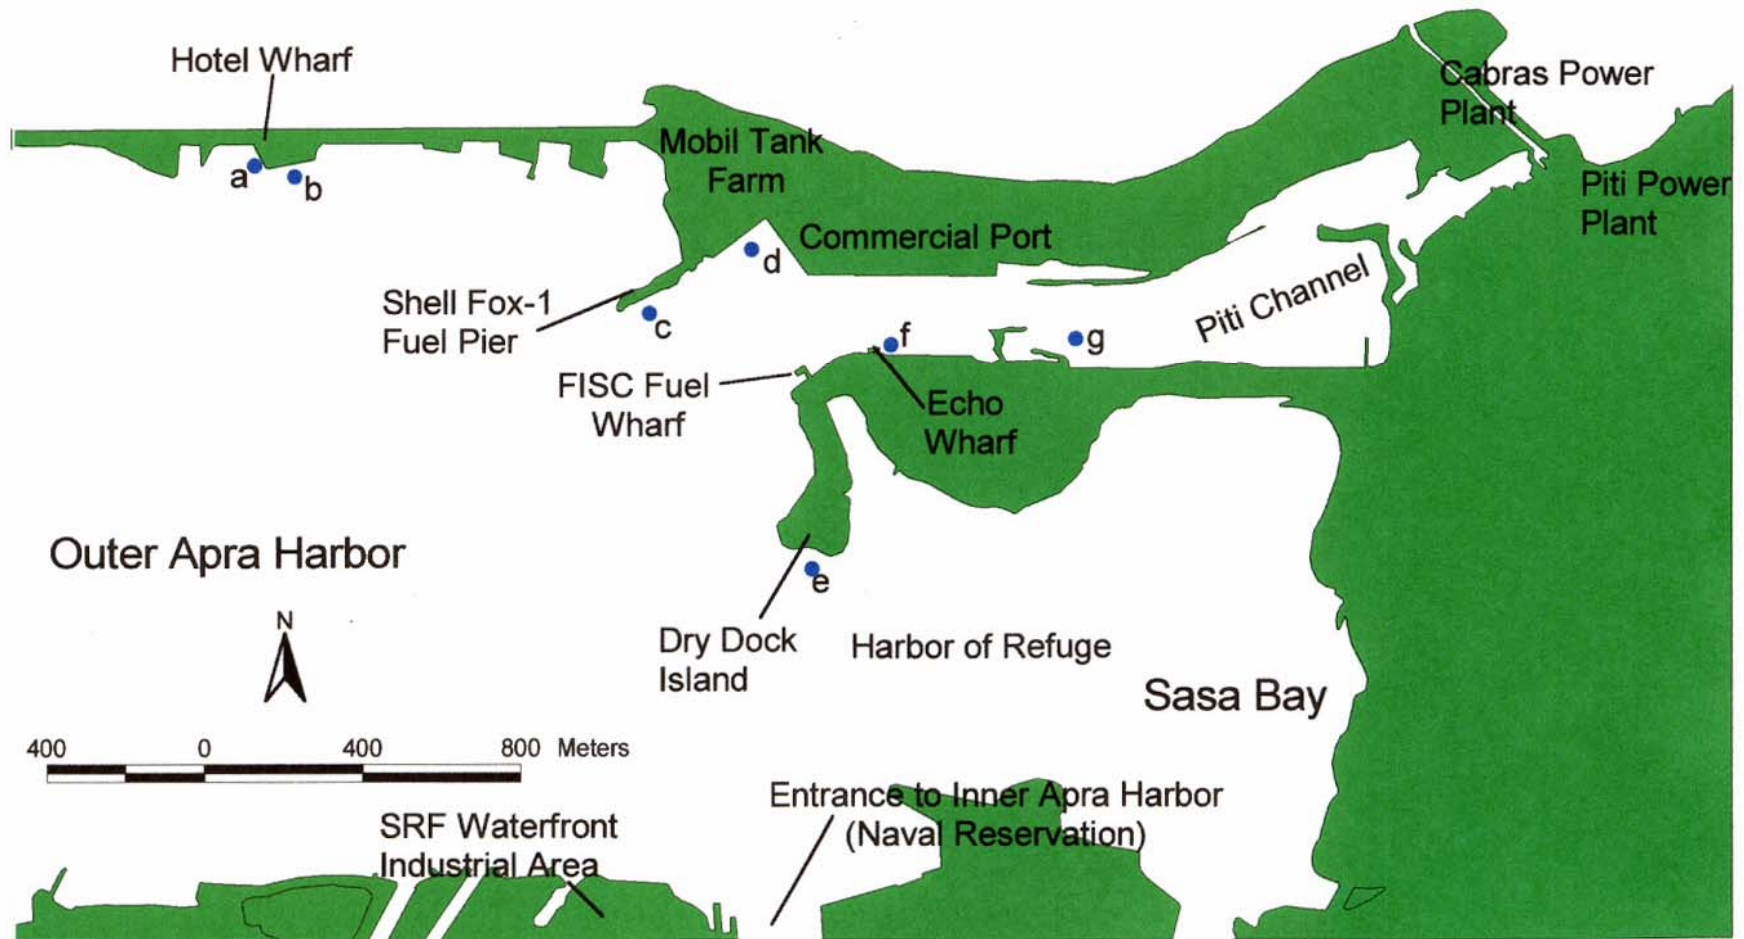 Hotel Wharf
Cabras Power
Plant
Mobil Tank
Farm
a
b
Piti Power
Plant
Commercial Port
d
Piti Channel
Shell Fox-1
Fuel Pier
c
f
g
FISC Fuel
Wharf
Echo
Wharf
Outer Apra Harbor
e
N
Dry Dock
Island
Harbor of Refuge
Sasa Bay
400 0 400 800 Meters
Entrance to Inner Apra Harbor
(Naval Reservation)
SRF Waterfront
Industrial Area